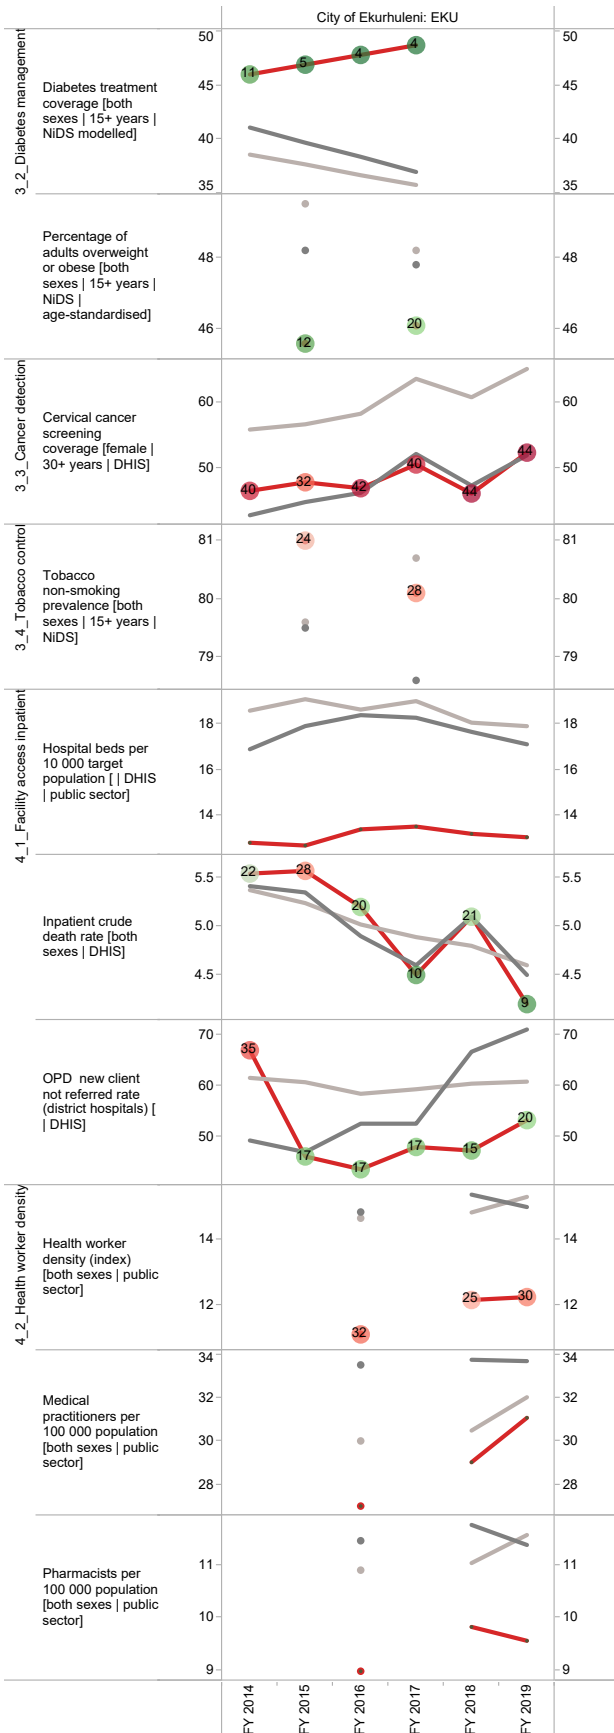 City of Ekurhuleni: EKU
3_2_Diabetes management
Diabetes treatment
coverage [both
sexes | 15+ years |
NiDS modelled]
50
45
40
35
11
5
4
4
50
45
40
35
Percentage of
adults overweight
or obese [both
sexes | 15+ years |
NiDS |
age-standardised]
48
46
12
20
48
46
3_3_Cancer detection
Cervical cancer
screening
coverage [female |
30+ years | DHIS]
60
50
40
32
42
40
44
44
60
50
3_4_Tobacco control
Tobacco
non-smoking
prevalence [both
sexes | 15+ years |
NiDS]
81
80
79
24
28
81
80
79
4_1_Facility access inpatient
Hospital beds per
10 000 target
population [ | DHIS
| public sector]
18
16
14
18
16
14
Inpatient crude
death rate [both
sexes | DHIS]
5.5
5.0
4.5
22
28
20
10
21
9
5.5
5.0
4.5
OPD  new client
not referred rate
(district hospitals) [
| DHIS]
70
60
50
35
17
17
17
15
20
70
60
50
4_2_Health worker density
Health worker
density (index)
[both sexes | public
sector]
14
12
32
25
30
14
12
Medical
practitioners per
100 000 population
[both sexes | public
sector]
34
32
30
28
34
32
30
28
Pharmacists per
100 000 population
[both sexes | public
sector]
11
10
9
11
10
9
FY 2014
FY 2015
FY 2016
FY 2017
FY 2018
FY 2019